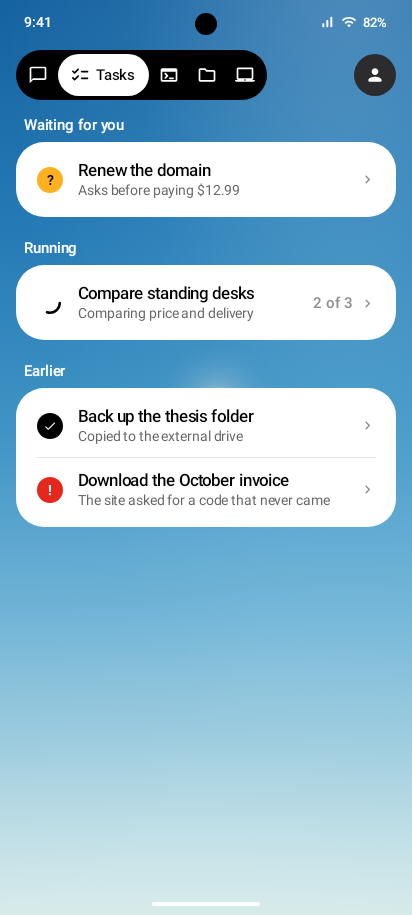 9:41
82%
Tasks
Waiting for you
?
Renew the domain
Asks before paying $12.99
Running
Compare standing desks
Comparing price and delivery
2 of 3
Earlier
Back up the thesis folder
Copied to the external drive
!
Download the October invoice
The site asked for a code that never came